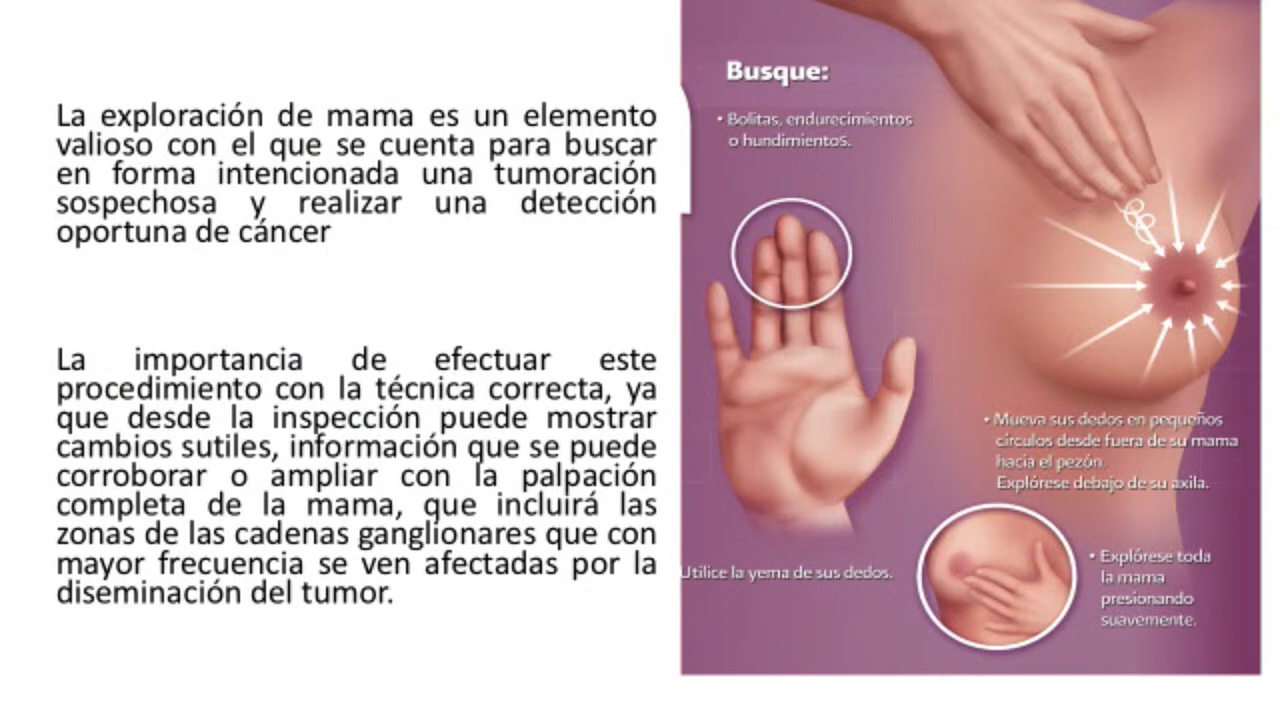 La exploración de mama es un elemento
valioso con el que se cuenta para buscar
en forma intencionada una tumoración
sospechosa y realizar una detección
oportuna de cáncer
La importancia de efectuar este
procedimiento con la técnica correcta, ya
que desde la inspección puede mostrar
cambios sutiles, información que se puede
corroborar o ampliar con la palpación
completa de la mama, que incluirá las
zonas de las cadenas ganglionares que con
mayor frecuencia se ven afectadas por la
diseminación del tumor.
Busque:
• Bolitas, endurecimientos
o hundimientos.
• Mueva sus dedos en pequeños
círculos desde fuera de su mama
hacia el pezón.
Explórese debajo de su axila.
Utilice la yema de sus dedos.
• Explórese toda
la mama
presionando
suavemente.